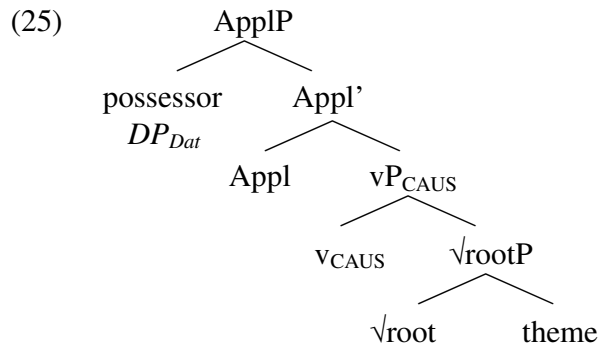 (25) ApplP
possessor Appl’
DP_Dat
Appl vP_CAUS
v_CAUS √rootP
√root theme